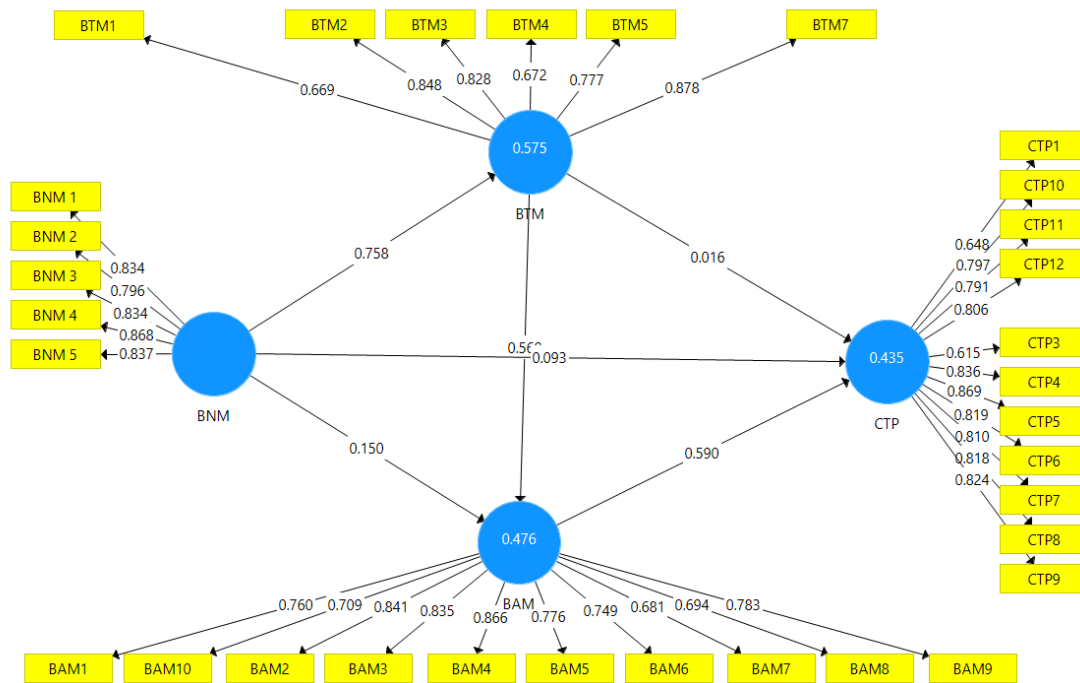 BTM1
BTM2
BTM3
BTM4
BTM5
BTM7
0.669
0.848
0.828
0.672
0.777
0.878
0.575
BTM
BNM 1
BNM 2
BNM 3
BNM 4
BNM 5
0.834
0.796
0.834
0.868
0.837
BNM
0.758
0.016
0.093
0.150
0.590
CTP1
CTP10
CTP11
CTP12
CTP3
CTP4
CTP5
CTP6
CTP7
CTP8
CTP9
0.648
0.797
0.791
0.806
0.615
0.836
0.869
0.819
0.810
0.818
0.824
0.435
CTP
0.476
BAM
0.760
0.709
0.841
0.835
0.866
0.776
0.749
0.681
0.694
0.783
BAM1
BAM10
BAM2
BAM3
BAM4
BAM5
BAM6
BAM7
BAM8
BAM9